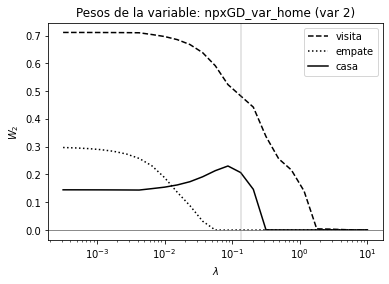 Pesos de la variable: npxGD_var_home (var 2)
visita
empate
casa
W₂
0.7
0.6
0.5
0.4
0.3
0.2
0.1
0.0
10⁻³
10⁻²
10⁻¹
10⁰
10¹
λ